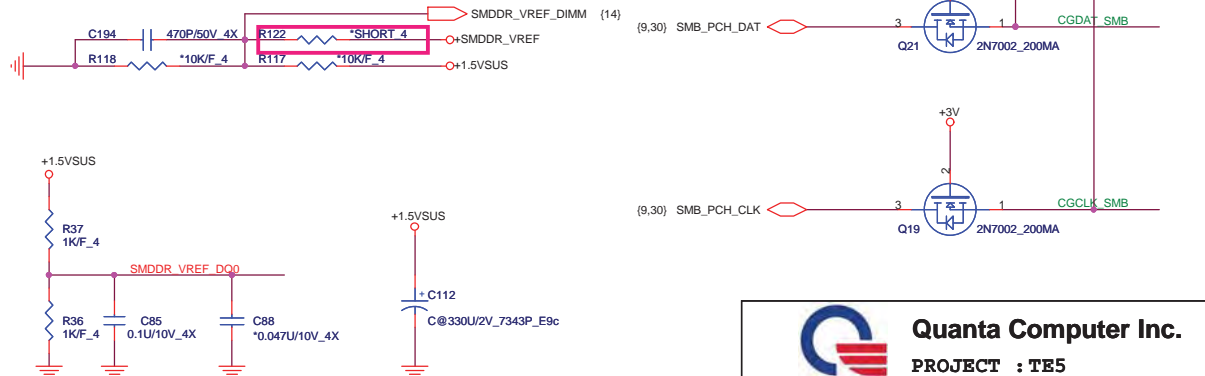 SMDDR_VREF_DIMM {14}
C194 470P/50V_4X R122 *SHORT_4 +SMDDR_VREF
R118 *10K/F_4 R117 *10K/F_4 +1.5VSUS
{9,30} SMB_PCH_DAT 3 1 CGDAT_SMB
Q21 2N7002_200MA
+3V
2
{9,30} SMB_PCH_CLK 3 1 CGCLK_SMB
Q19 2N7002_200MA
+1.5VSUS
R37
1K/F_4
SMDDR_VREF_DQ0
R36
1K/F_4
C85
0.1U/10V_4X
C88
*0.047U/10V_4X
+1.5VSUS
+ C112
C@330U/2V_7343P_E9c
Quanta Computer Inc.
PROJECT : TE5